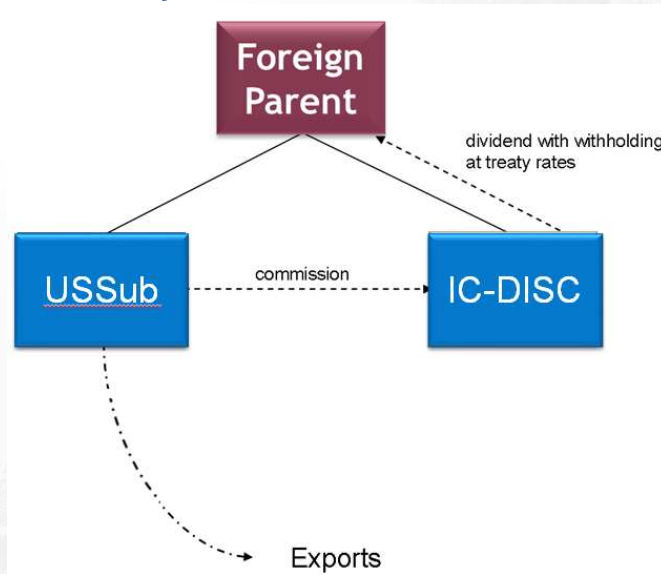 Foreign
Parent
dividend with withholding
at treaty rates
USSub
commission
IC-DISC
Exports